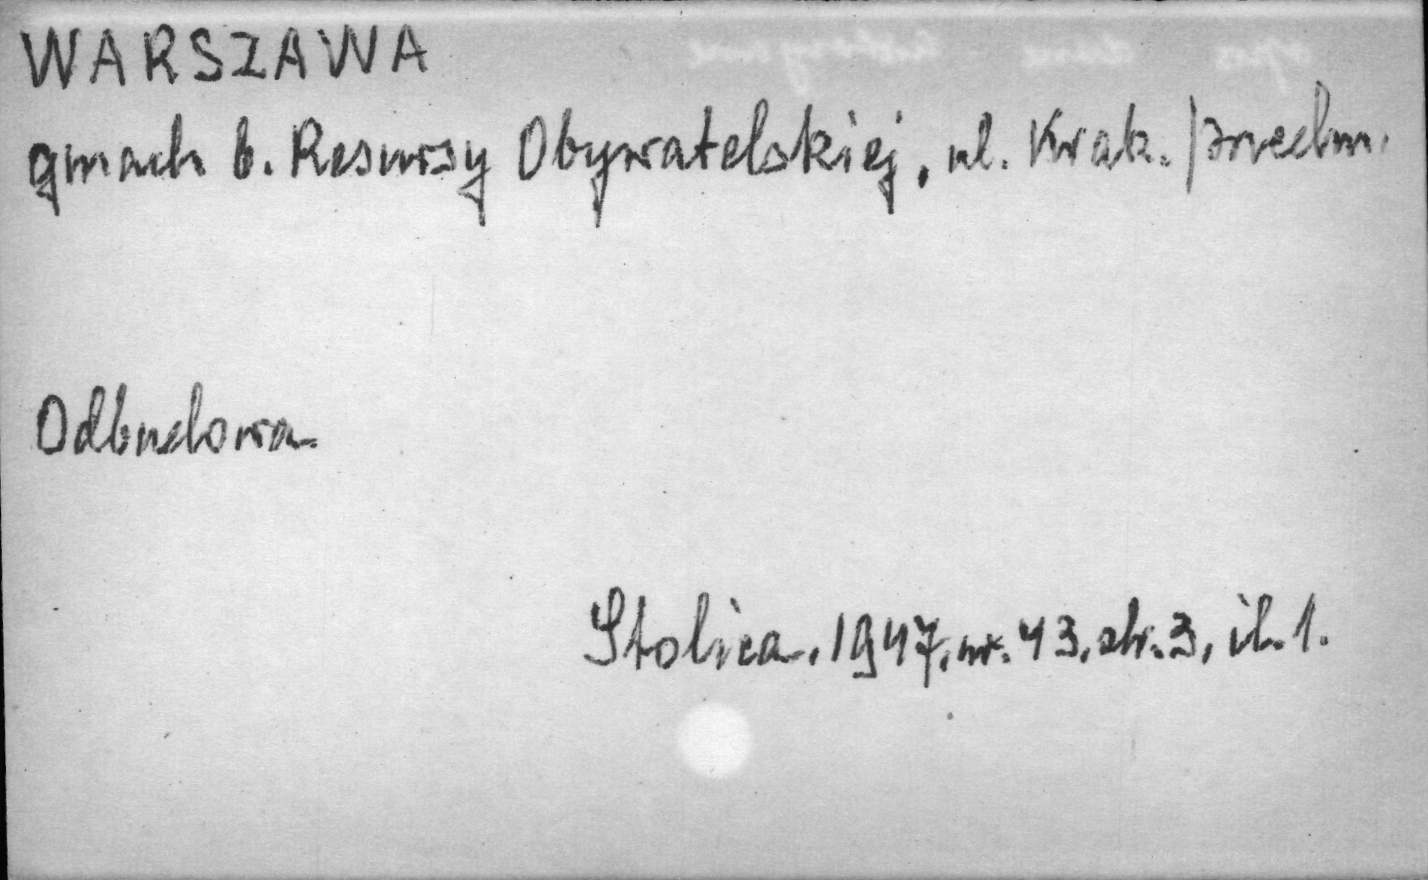 WARSZAWA
gmach b. Resursy Obywatelskiej, ul. Krak. Przedm.
Odbudowa
Stolica, 1947, nr. 43, str. 3, il. 1.